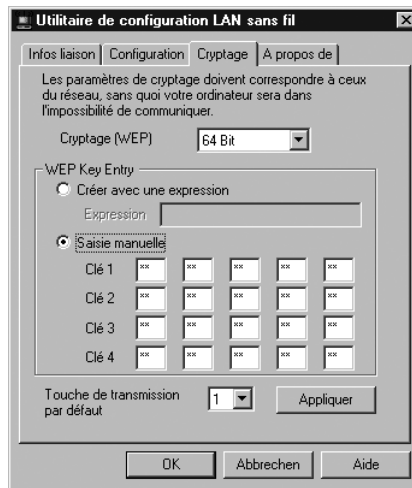 Utilitaire de configuration LAN sans fil
Infos liaison Configuration Cryptage A propos de
Les paramètres de cryptage doivent correspondre à ceux
du réseau, sans quoi votre ordinateur sera dans
l'impossibilité de communiquer.
Cryptage (WEP) 64 Bit
WEP Key Entry
Créer avec une expression
Expression
Saisie manuelle
Clé 1 ** ** ** ** **
Clé 2 ** ** ** ** **
Clé 3 ** ** ** ** **
Clé 4 ** ** ** ** **
Touche de transmission
par défaut 1 Appliquer
OK Abbrechen Aide